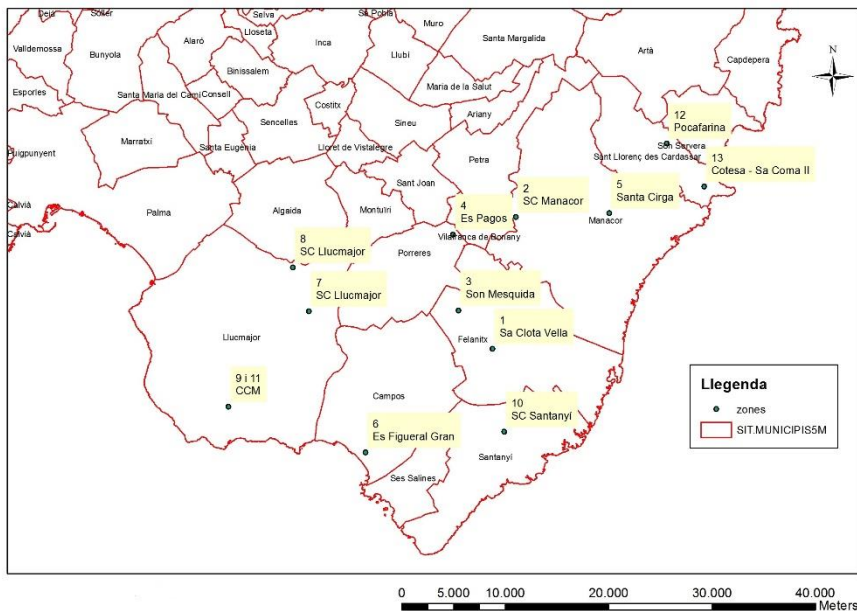 Deià
Sóller
Selva
Sa Pobla
Muro
Santa Margalida
Artà
Capdepera
Valldemossa
Bunyola
Alaró
Lloseta
Inca
Llubí
Binissalem
Maria de la Salut
Esporles
Santa Maria del Camí
Consell
Costitx
Ariany
N
Marratxí
Santa Eugènia
Sencelles
Sineu
12
Pocafarina
Son Servera
Puigpunyent
Lloret de Vistalegre
Petra
Sant Llorenç des Cardassar
13
Cotesa - Sa Coma II
Sant Joan
2
SC Manacor
5
Santa Cirga
Manacor
Calvià
Palma
Algaida
Montuïri
4
Es Pagos
Vilafranca de Bonany
Calvià
8
SC Llucmajor
Porreres
7
SC Llucmajor
3
Son Mesquida
1
Sa Clota Vella
Felanitx
Llucmajor
9 i 11
CCM
Campos
10
SC Santanyí
6
Es Figueral Gran
Santanyí
Ses Salines
Llegenda
zones
SIT.MUNICIPIS5M
0 5.000 10.000 20.000 30.000 40.000
Meters